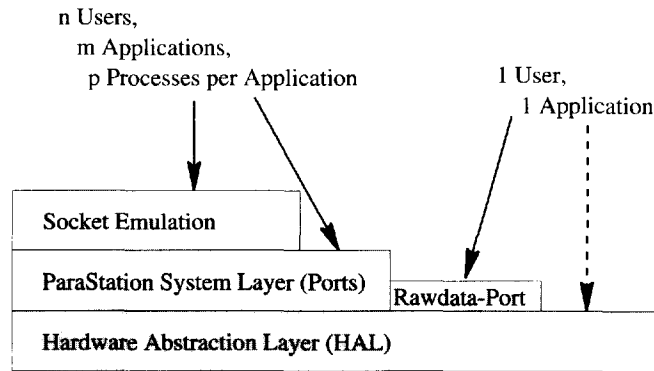 n Users,
m Applications,
p Processes per Application
1 User,
1 Application
Socket Emulation
ParaStation System Layer (Ports)
Rawdata-Port
Hardware Abstraction Layer (HAL)